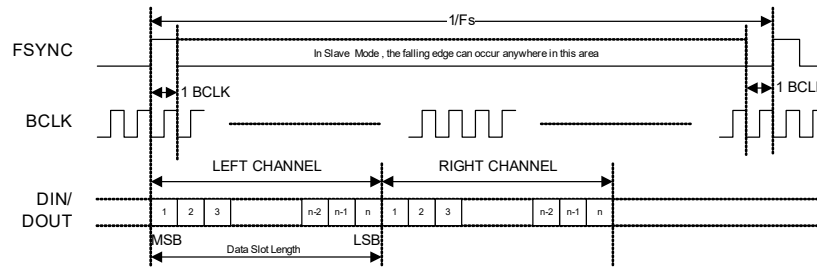 1/Fs
FSYNC
In Slave Mode , the falling edge can occur anywhere in this area
1 BCLK
1 BCL
BCLK
LEFT CHANNEL
RIGHT CHANNEL
DIN/
DOUT
1 2 3 n-2 n-1 n 1 2 3 n-2 n-1 n
MSB
LSB
Data Slot Length